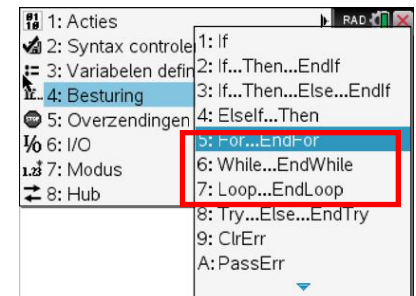 1: Acties
RAD
2: Syntax controle
3: Variabelen defin
4: Besturing
5: Overzendingen
6: I/O
7: Modus
8: Hub
1: If
2: If...Then...EndIf
3: If...Then...Else...EndIf
4: ElseIf...Then
5: For...EndFor
6: While...EndWhile
7: Loop...EndLoop
8: Try...Else...EndTry
9: ClrErr
A: PassErr